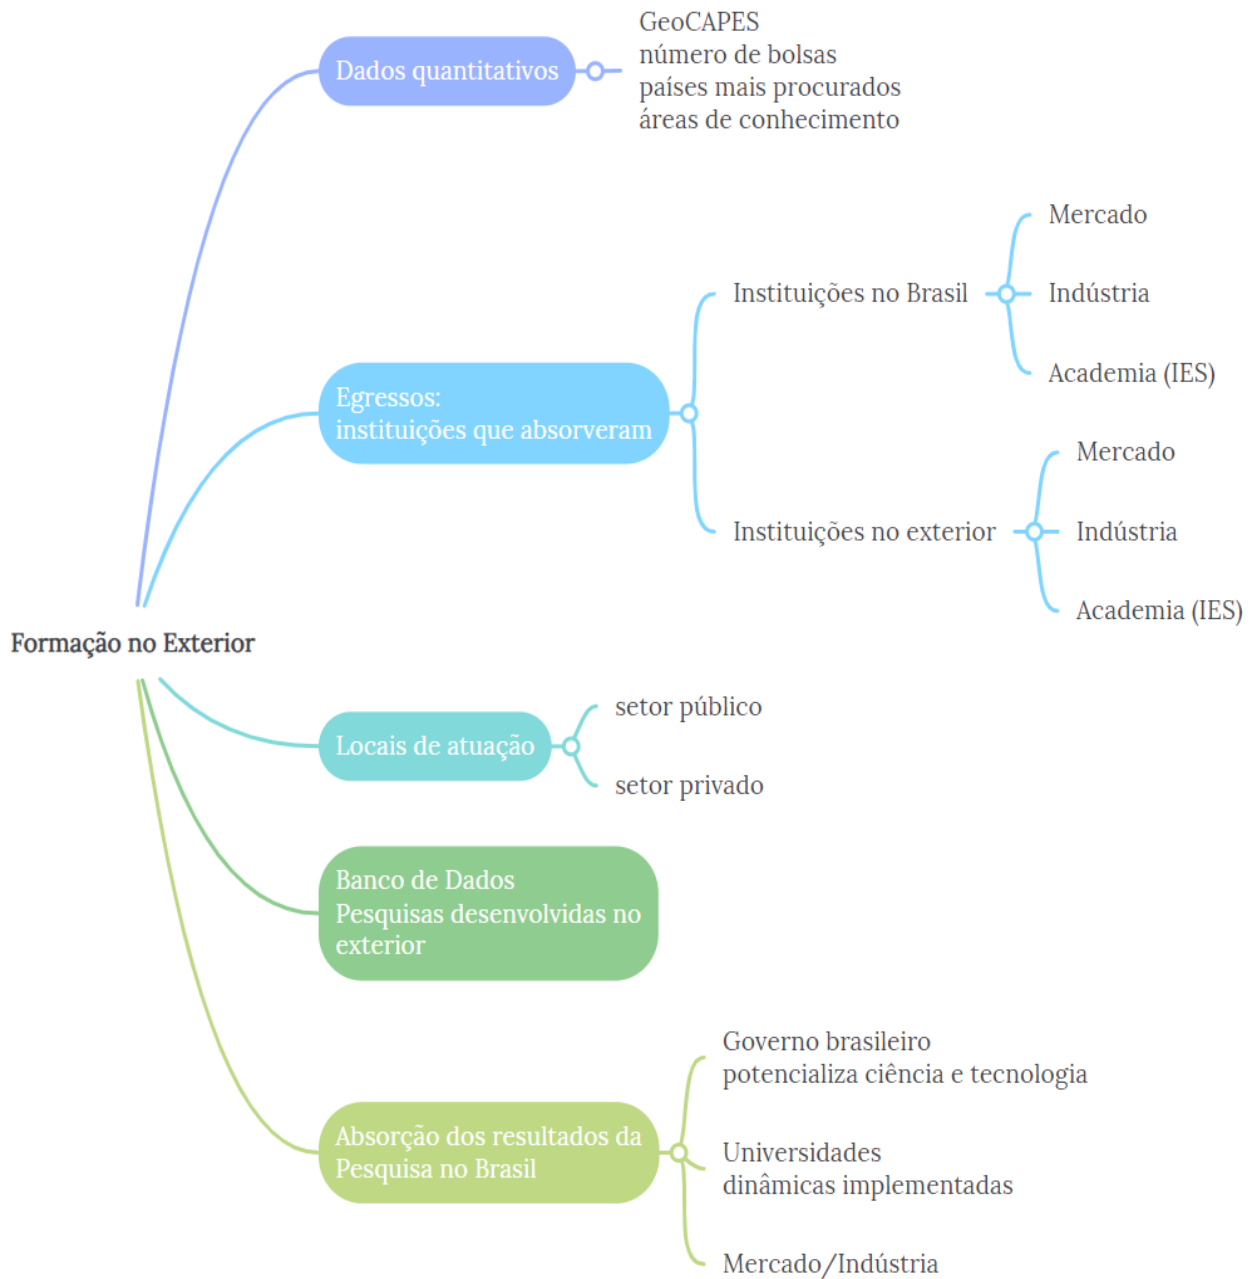 GeoCAPES
número de bolsas
países mais procurados
áreas de conhecimento
Dados quantitativos
Mercado
Instituições no Brasil
Indústria
Academia (IES)
Egressos:
instituições que absorveram
Mercado
Instituições no exterior
Indústria
Academia (IES)
Formação no Exterior
setor público
Locais de atuação
setor privado
Banco de Dados
Pesquisas desenvolvidas no
exterior
Governo brasileiro
potencializa ciência e tecnologia
Absorção dos resultados da
Pesquisa no Brasil
Universidades
dinâmicas implementadas
Mercado/Indústria